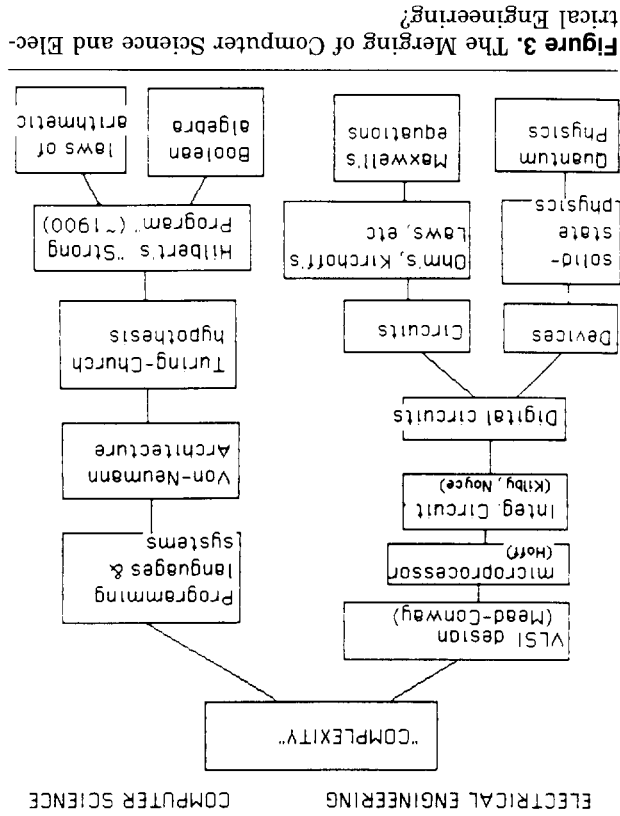 ELECTRICAL ENGINEERING
COMPUTER SCIENCE
"COMPLEXITY"
VLSI design
(Mead-Conway)
microprocessor
(Hoff)
Integ. Circuit
(Kilby, Noyce)
Digital circuits
Devices
solid-
state
physics
Quantum
Physics
Circuits
Ohm's, Kirchoff's
Laws, etc
Maxwell's
equations
Programming
languages &
systems
Von-Neumann
Architecture
Turing-Church
hypothesis
Hilbert's "Strong
Program" (~1900)
Boolean
algebra
laws of
arithmetic
Figure 3. The Merging of Computer Science and Elec-
trical Engineering?